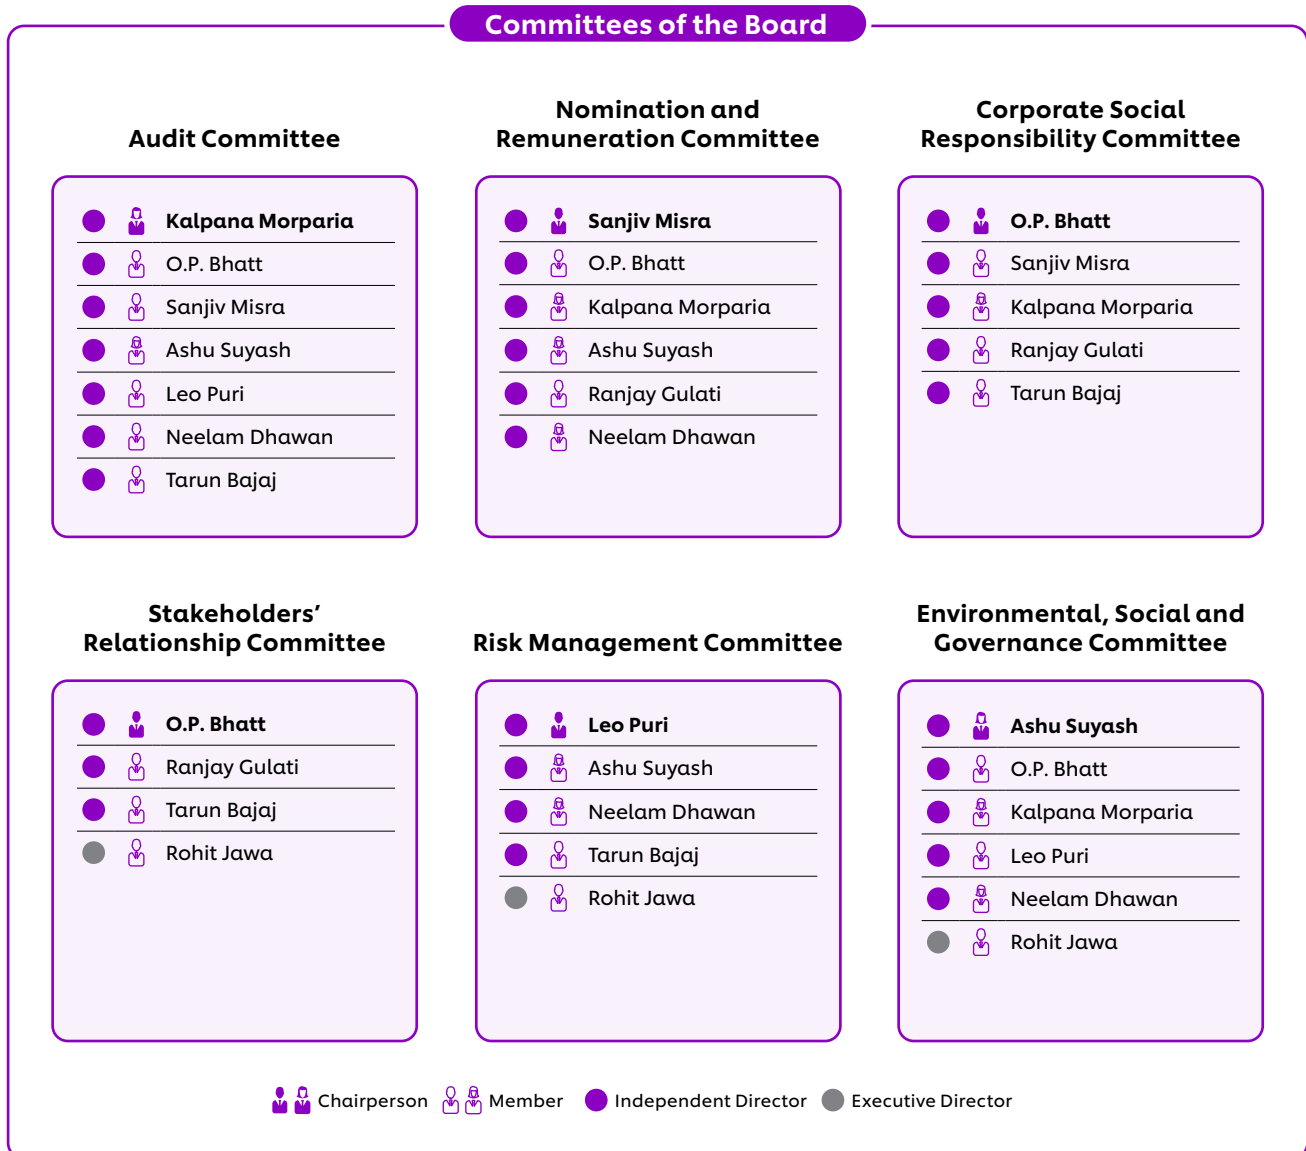 Committees of the Board
Audit Committee
Kalpana Morparia
O.P. Bhatt
Sanjiv Misra
Ashu Suyash
Leo Puri
Neelam Dhawan
Tarun Bajaj
Nomination and
Remuneration Committee
Sanjiv Misra
O.P. Bhatt
Kalpana Morparia
Ashu Suyash
Ranjay Gulati
Neelam Dhawan
Corporate Social
Responsibility Committee
O.P. Bhatt
Sanjiv Misra
Kalpana Morparia
Ranjay Gulati
Tarun Bajaj
Stakeholders’
Relationship Committee
O.P. Bhatt
Ranjay Gulati
Tarun Bajaj
Rohit Jawa
Risk Management Committee
Leo Puri
Ashu Suyash
Neelam Dhawan
Tarun Bajaj
Rohit Jawa
Environmental, Social and
Governance Committee
Ashu Suyash
O.P. Bhatt
Kalpana Morparia
Leo Puri
Neelam Dhawan
Rohit Jawa
Chairperson Member Independent Director Executive Director